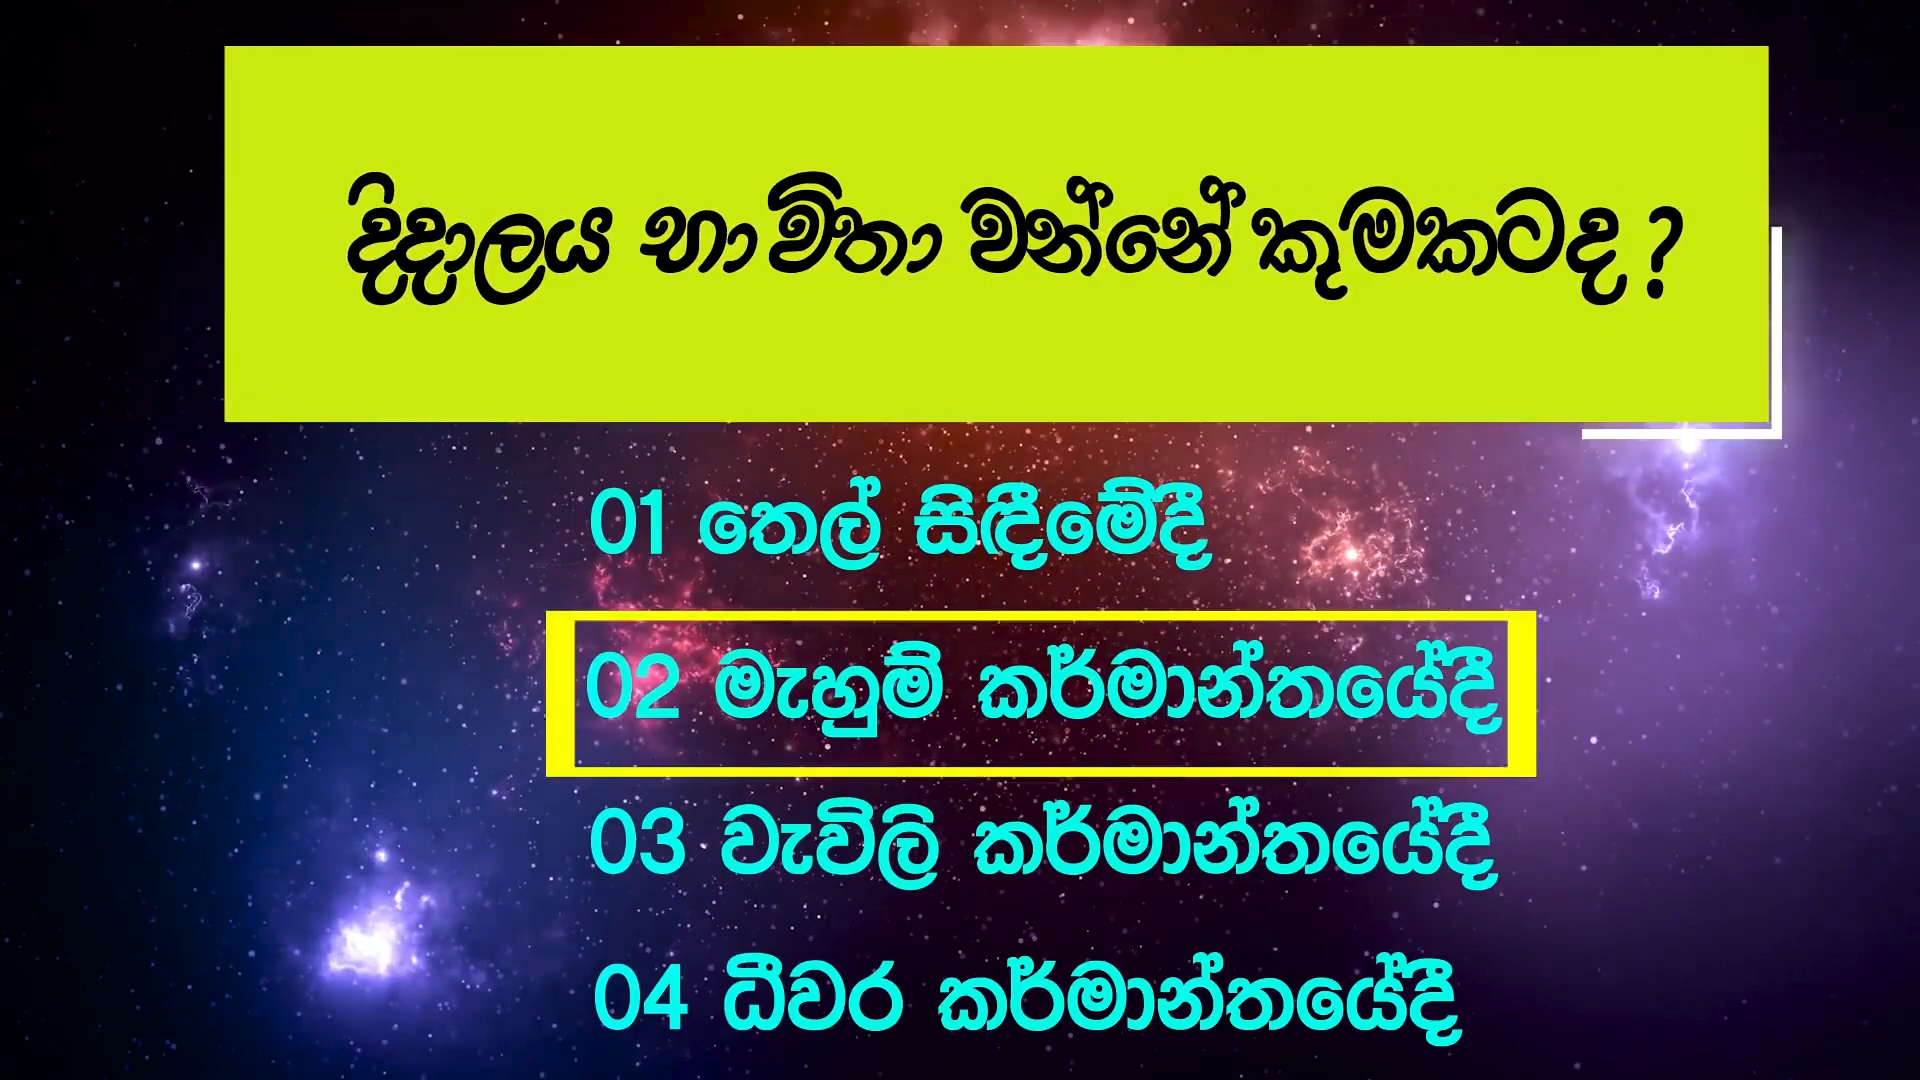 දිදාලය භාවිතා වන්නේ කුමකටද ?
01 තෙල් සිඳීමේදී
02 මැහුම් කර්මාන්තයේදී
03 වැවිලි කර්මාන්තයේදී
04 ධීවර කර්මාන්තයේදී